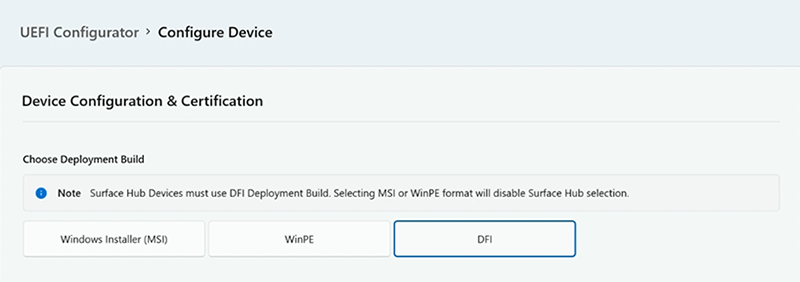 UEFI Configurator > Configure Device
Device Configuration & Certification
Choose Deployment Build
Note Surface Hub Devices must use DFI Deployment Build. Selecting MSI or WinPE format will disable Surface Hub selection.
Windows Installer (MSI) WinPE DFI